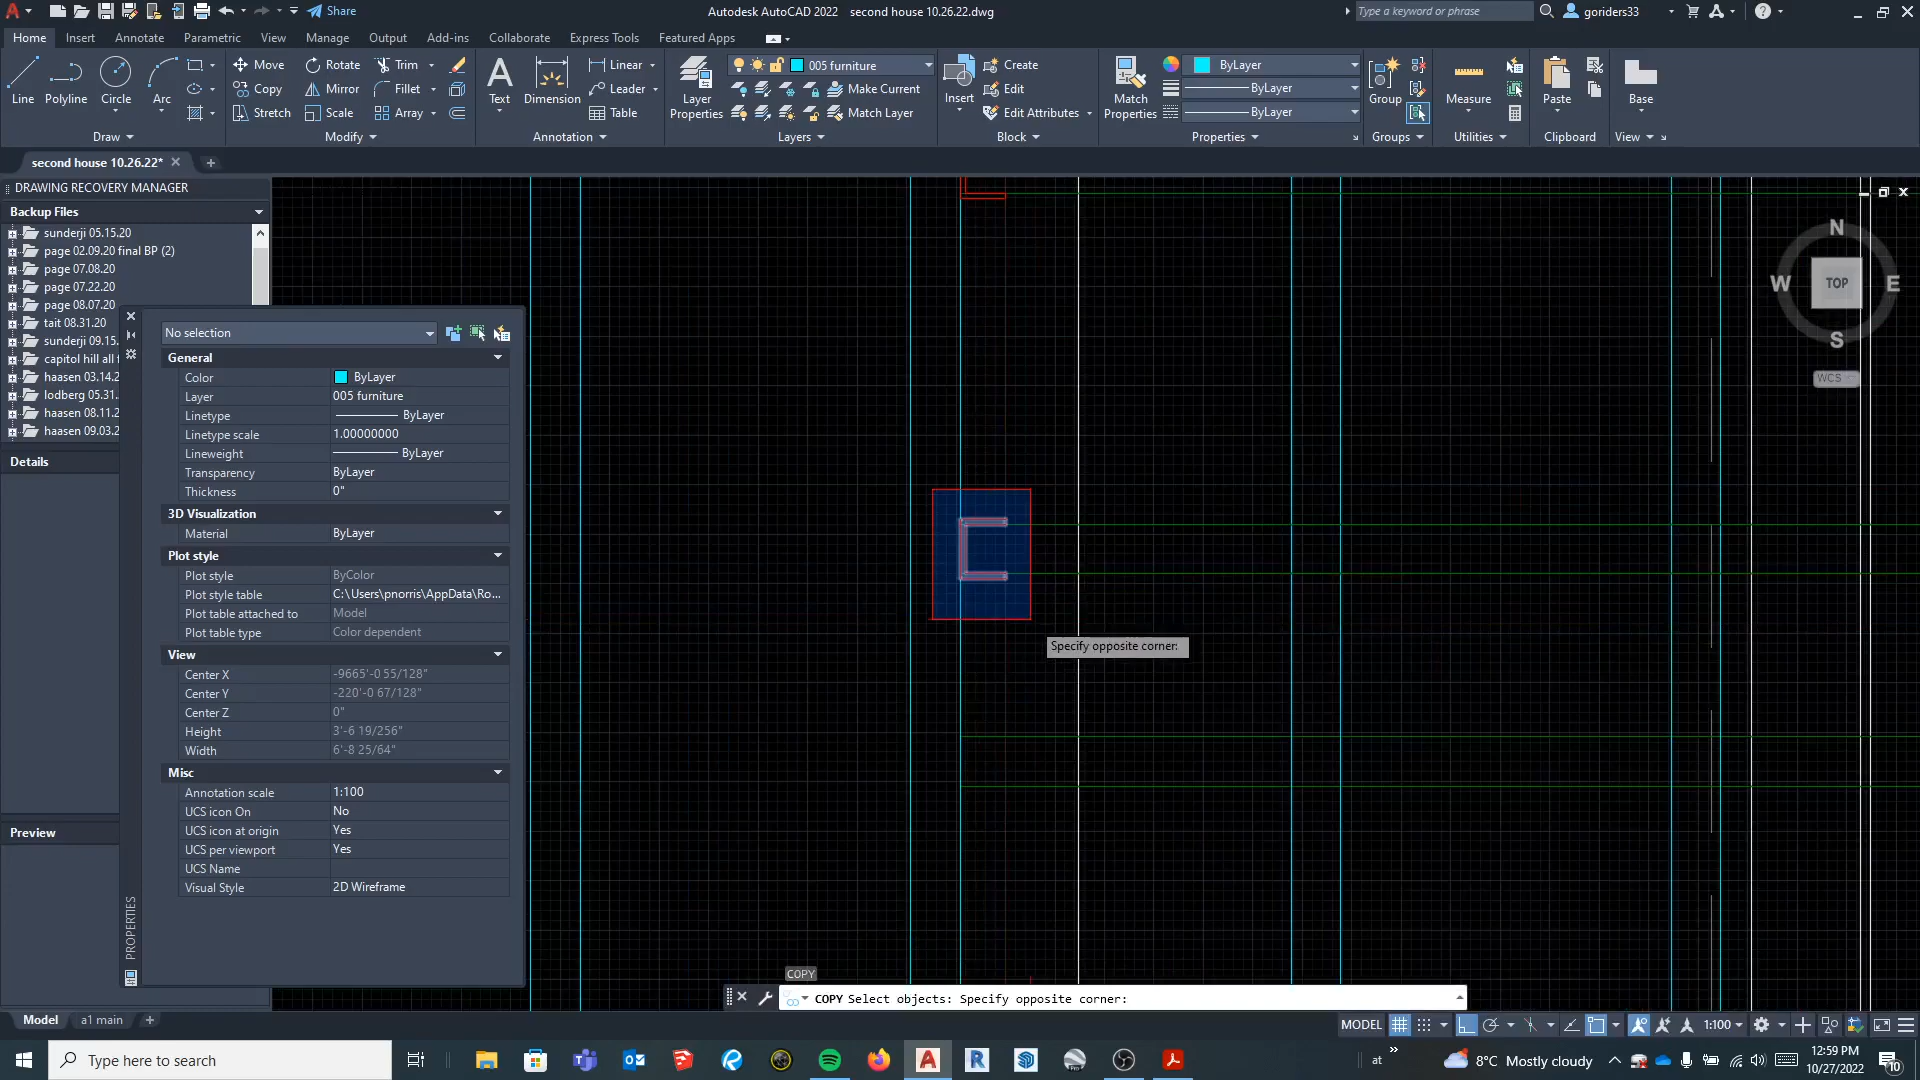 Share
Autodesk AutoCAD 2022 second house 10.26.22.dwg
Type a keyword or phrase
goriders33
Home Insert Annotate Parametric View Manage Output Add-ins Collaborate Express Tools Featured Apps
Line Polyline Circle Arc
Draw
Move Rotate Trim
Copy Mirror Fillet
Stretch Scale Array
Modify
Text Dimension
Linear
Leader
Table
Annotation
Layer Properties
005 furniture
Make Current
Match Layer
Layers
Insert
Create
Edit
Edit Attributes
Block
Match Properties
ByLayer
ByLayer
ByLayer
Properties
Group
Groups
Measure
Utilities
Paste
Clipboard
Base
View
second house 10.26.22*
DRAWING RECOVERY MANAGER
Backup Files
sunderji 05.15.20
page 02.09.20 final BP (2)
page 07.08.20
page 07.22.20
page 08.07.20
tait 08.31.20
sunderji 09.15.
capitol hill all f
haasen 03.14.2
lodberg 05.31.
haasen 08.11.2
haasen 09.03.2
Details
Preview
PROPERTIES
No selection
General
Color ByLayer
Layer 005 furniture
Linetype ByLayer
Linetype scale 1.00000000
Lineweight ByLayer
Transparency ByLayer
Thickness 0"
3D Visualization
Material ByLayer
Plot style
Plot style ByColor
Plot style table C:\Users\pnorris\AppData\Ro...
Plot table attached to Model
Plot table type Color dependent
View
Center X -9665'-0 55/128"
Center Y -220'-0 67/128"
Center Z 0"
Height 3'-6 19/256"
Width 6'-8 25/64"
Misc
Annotation scale 1:100
UCS icon On No
UCS icon at origin Yes
UCS per viewport Yes
UCS Name
Visual Style 2D Wireframe
N
W TOP E
S
WCS
Specify opposite corner:
COPY
COPY Select objects: Specify opposite corner:
Model a1 main
MODEL 1:100
Type here to search
at
8°C Mostly cloudy
12:59 PM
10/27/2022
10